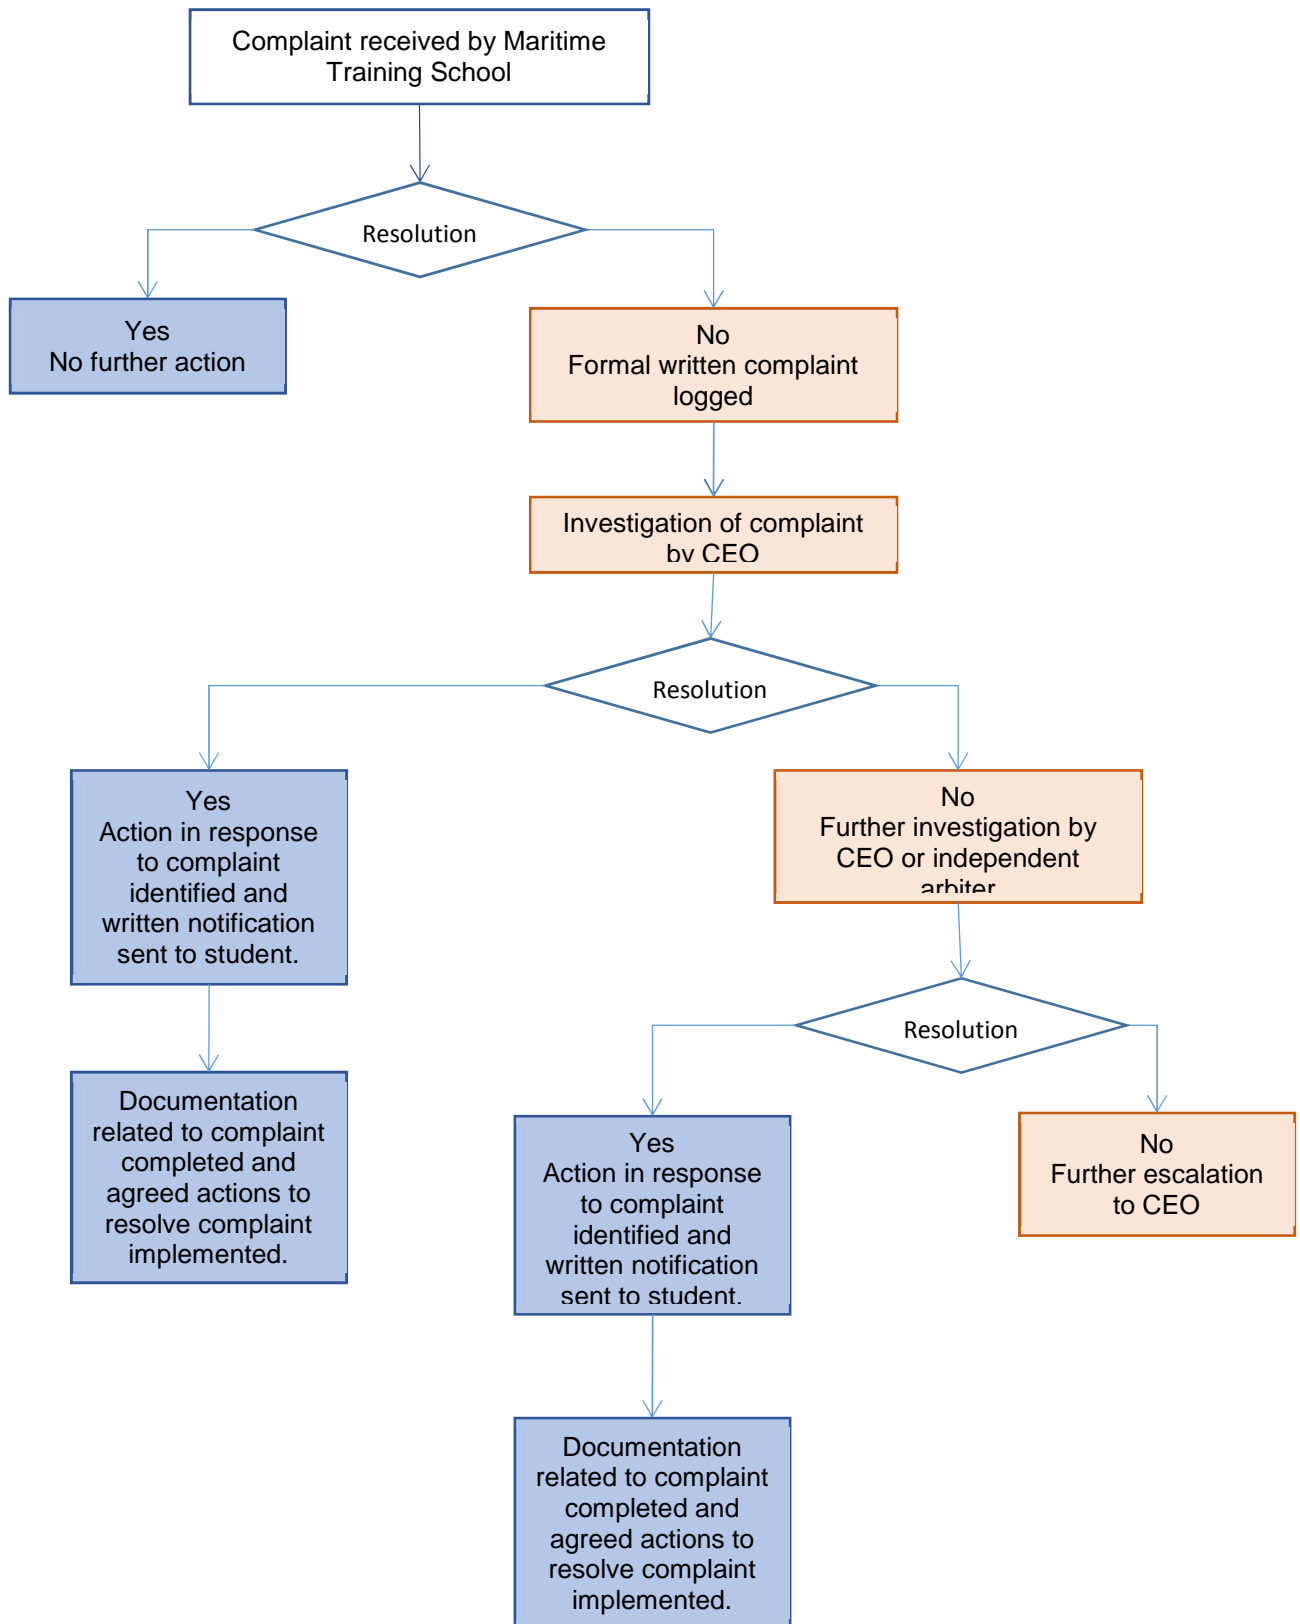 Complaint received by Maritime
Training School
Resolution
Yes
No further action
No
Formal written complaint
logged
Investigation of complaint
by CEO
Resolution
Yes
Action in response
to complaint
identified and
written notification
sent to student.
No
Further investigation by
CEO or independent
arbiter
Resolution
Documentation
related to complaint
completed and
agreed actions to
resolve complaint
implemented.
Yes
Action in response
to complaint
identified and
written notification
sent to student.
No
Further escalation
to CEO
Documentation
related to complaint
completed and
agreed actions to
resolve complaint
implemented.